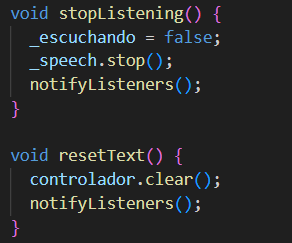 void stopListening() {
  _escuchando = false;
  _speech.stop();
  notifyListeners();
}

void resetText() {
  controlador.clear();
  notifyListeners();
}